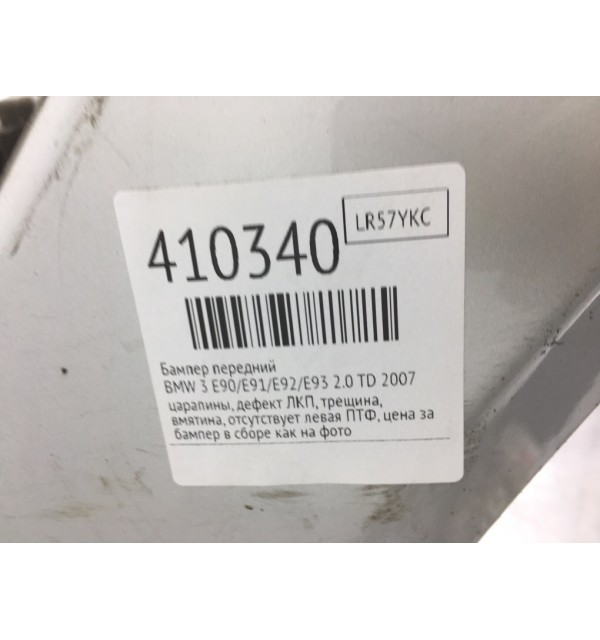 LR57YKC
410340
Бампер передний
BMW 3 E90/E91/E92/E93 2.0 TD 2007
царапины, дефект ЛКП, трещина,
вмятина, отсутствует левая ПТФ, цена за
бампер в сборе как на фото